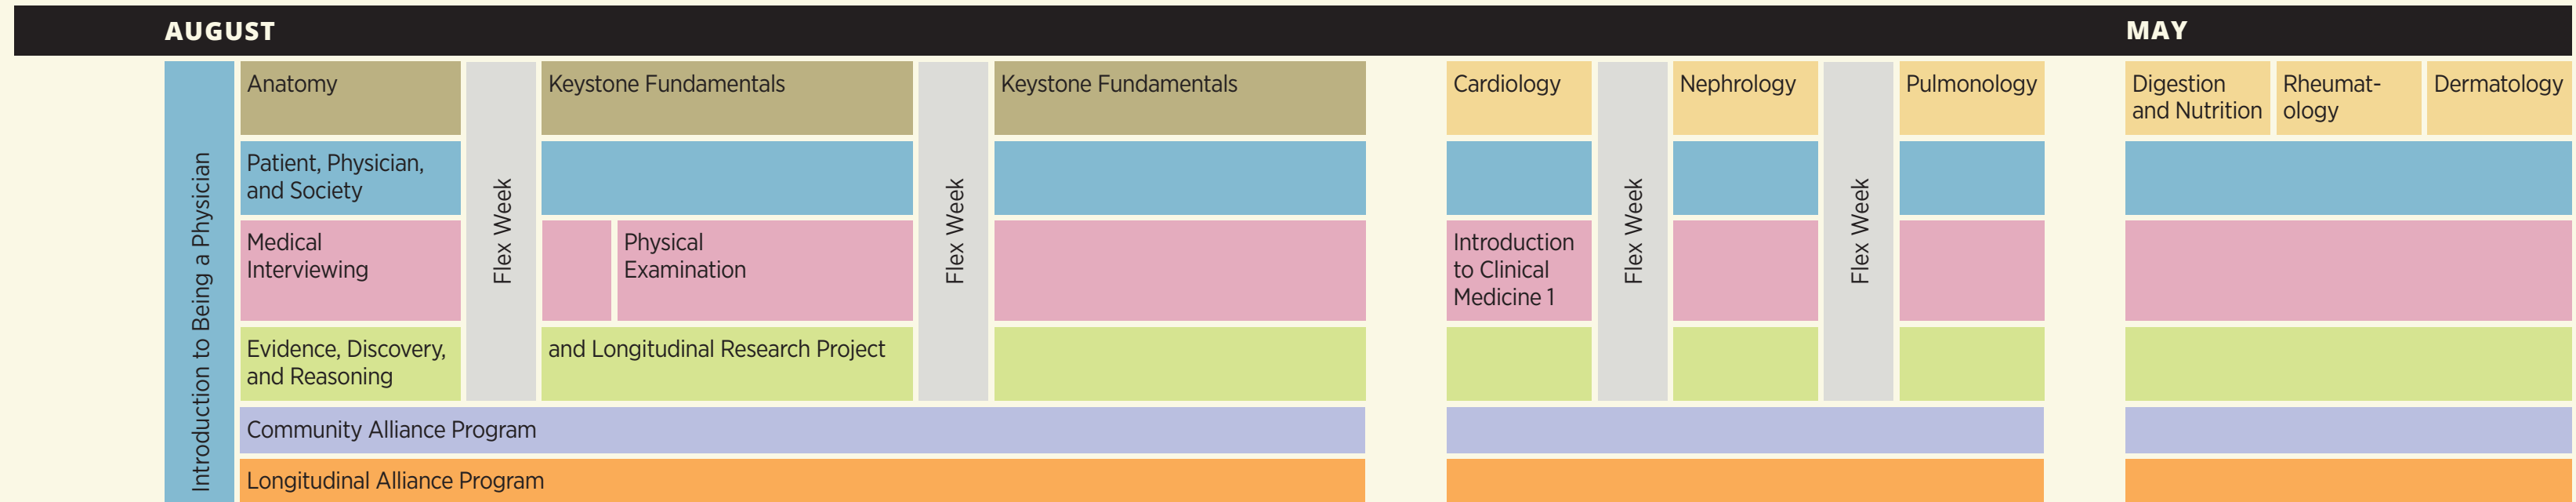 AUGUST
MAY
Introduction to Being a Physician
Anatomy
Flex Week
Keystone Fundamentals
Flex Week
Keystone Fundamentals
Cardiology
Flex Week
Nephrology
Flex Week
Pulmonology
Digestion
and Nutrition
Rheumat-
ology
Dermatology
Patient, Physician,
and Society
Medical
Interviewing
Physical
Examination
Introduction
to Clinical
Medicine 1
Evidence, Discovery,
and Reasoning
and Longitudinal Research Project
Community Alliance Program
Longitudinal Alliance Program